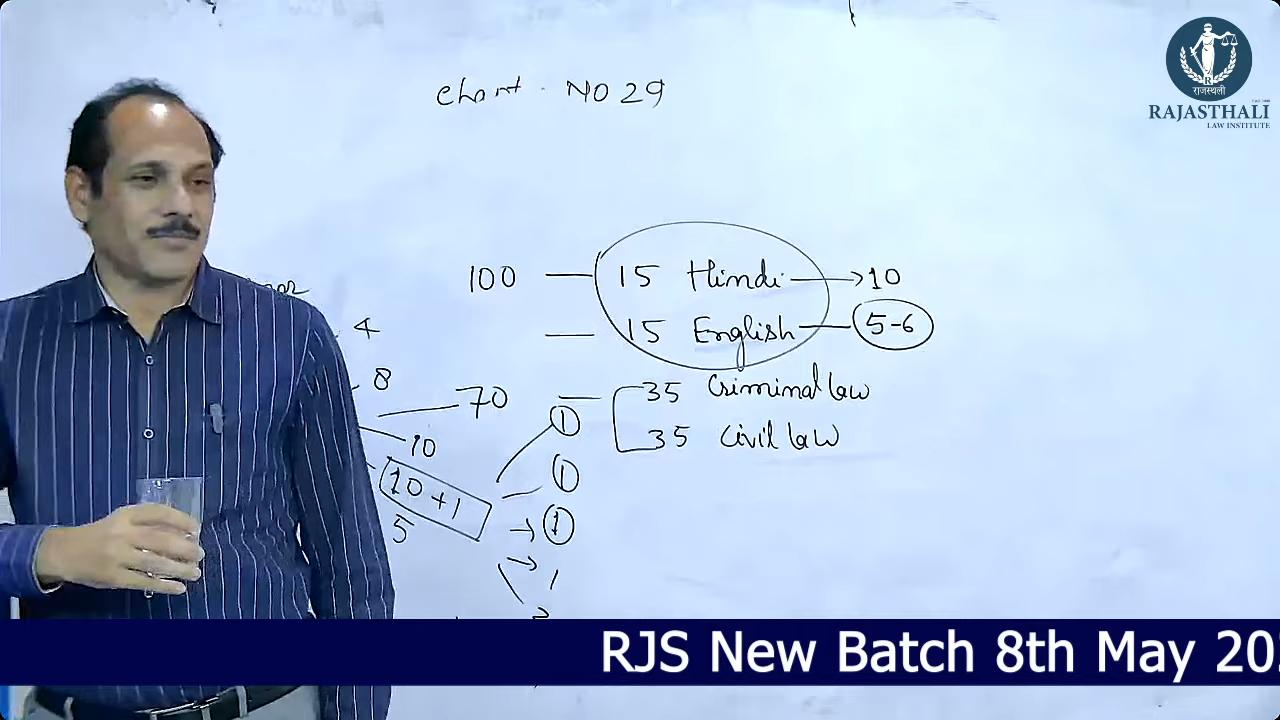 Chart. NO 29
राजस्थली
RAJASTHALI
LAW INSTITUTE
100 — 15 Hindi → 10
— 15 English — 5-6
4
8
70 — 35 Criminal law
35 Civil law
10
10 + 1
5
1
1
1
1
RJS New Batch 8th May 20